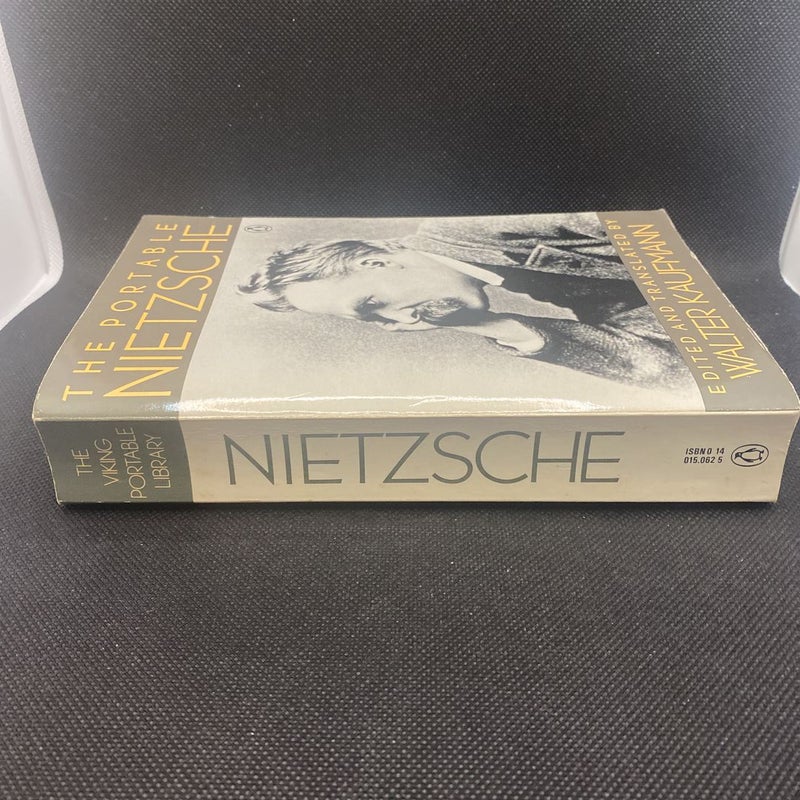 THE PORTABLE
NIETZSCHE
EDITED AND TRANSLATED BY
WALTER KAUFMANN
THE
VIKING
PORTABLE
LIBRARY
NIETZSCHE
ISBN 0 14
015.062 5